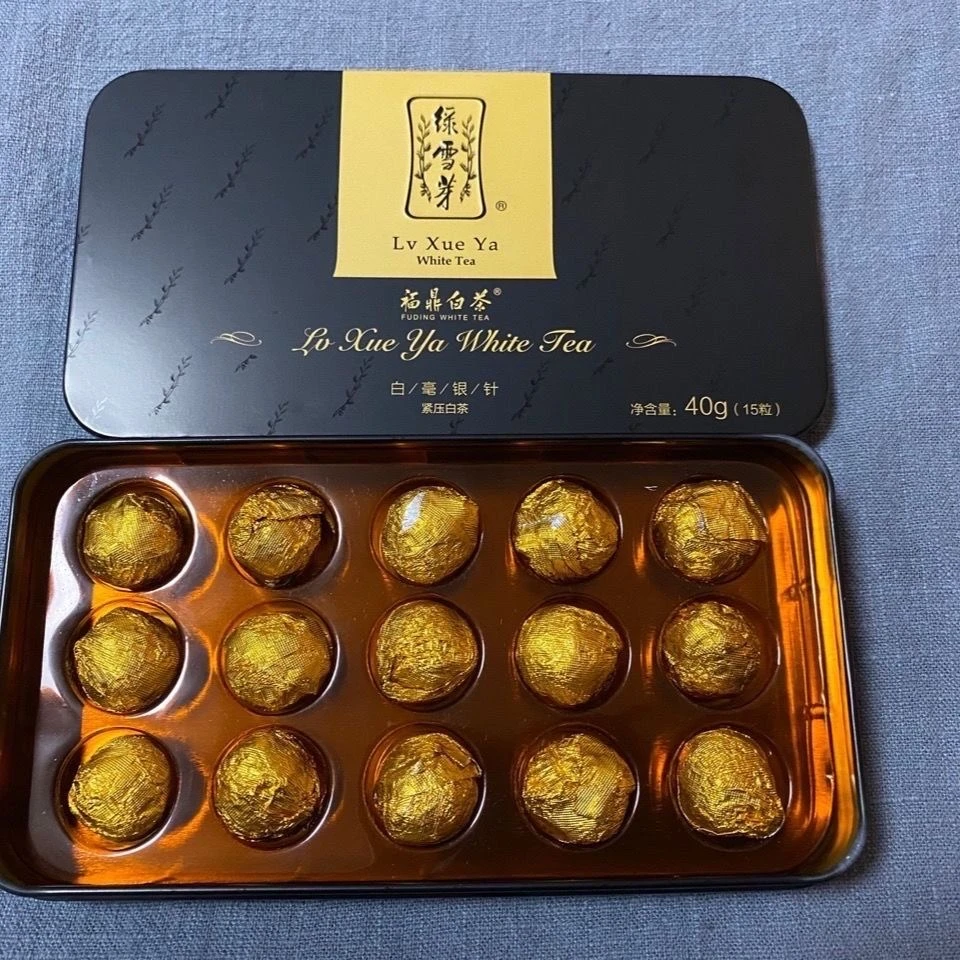 绿雪芽
®
Lv Xue Ya
White Tea
福鼎白茶®
FUDING WHITE TEA
Lv Xue Ya White Tea
白/毫/银/针
紧压白茶
净含量：40g（15粒）